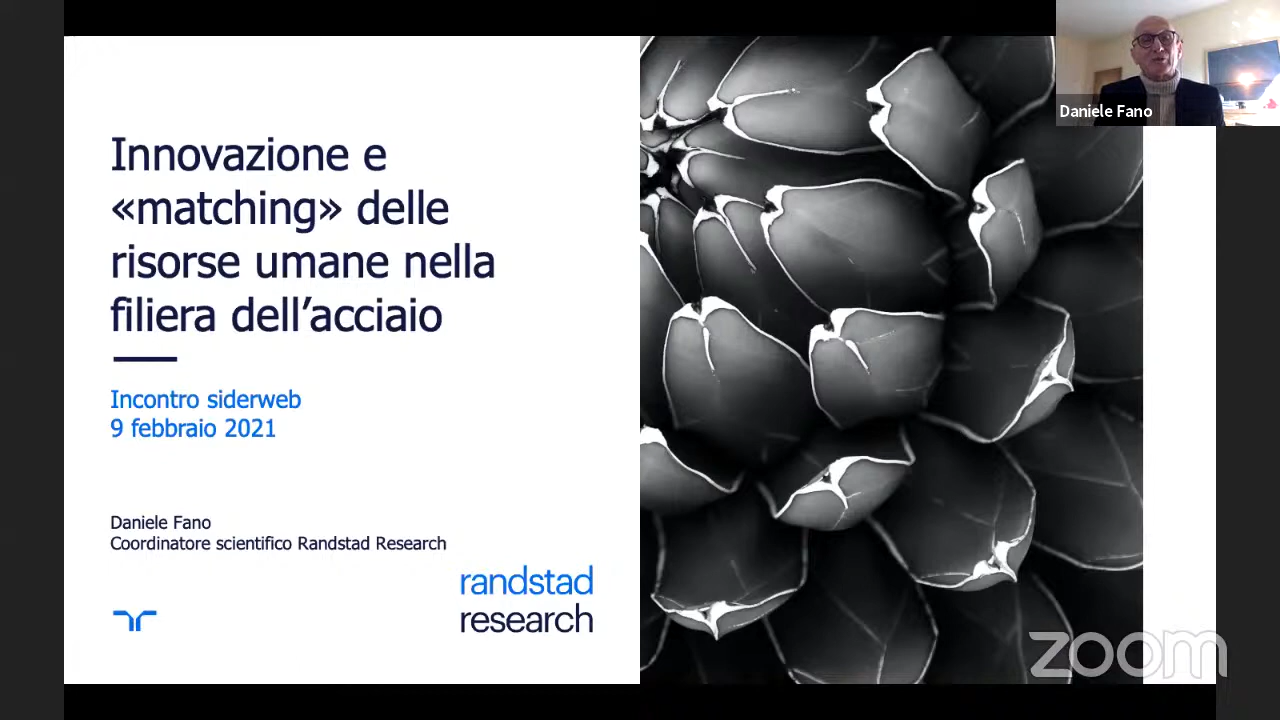 Daniele Fano
Innovazione e
«matching» delle
risorse umane nella
filiera dell’acciaio
Incontro siderweb
9 febbraio 2021
Daniele Fano
Coordinatore scientifico Randstad Research
randstad
research
zoom